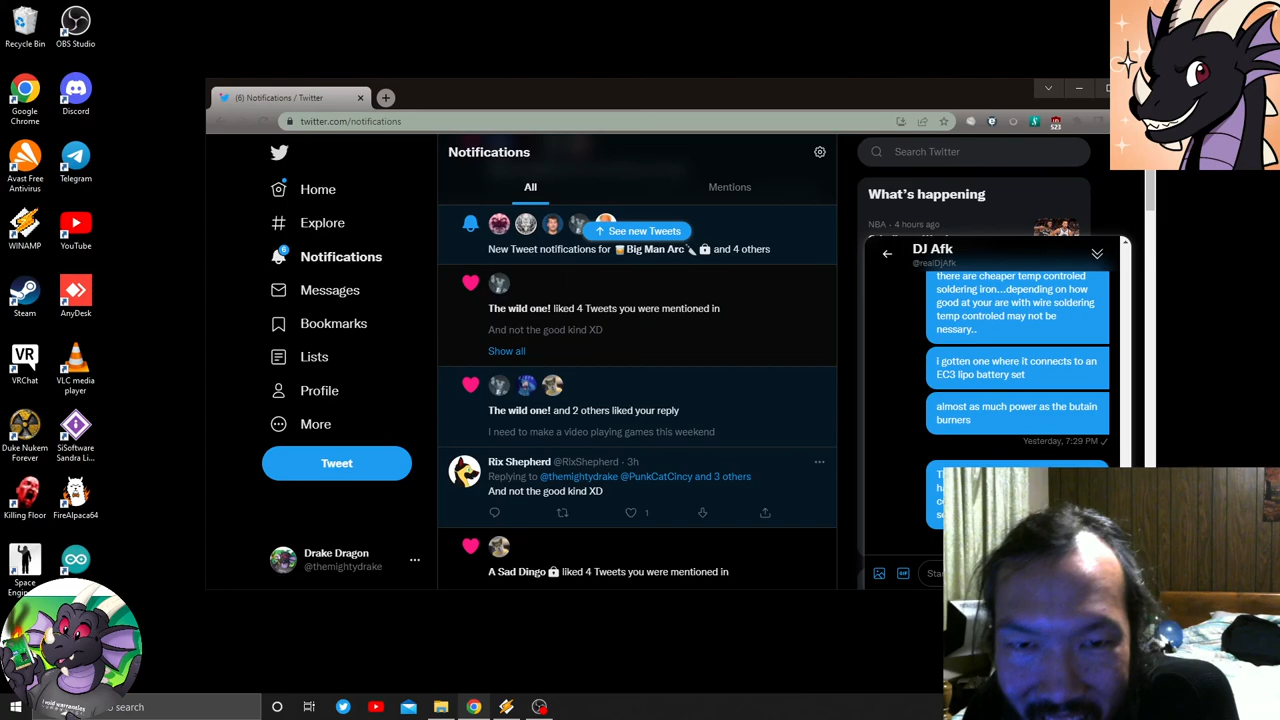 Recycle Bin
OBS Studio
Google Chrome
Discord
Avast Free Antivirus
Telegram
WINAMP
YouTube
Steam
AnyDesk
VR
VRChat
VLC media player
Duke Nukem Forever
SiSoftware Sandra Li...
Killing Floor
FireAlpaca64
Space
I void warranties
search
(6) Notifications / Twitter
twitter.com/notifications
523
Home
Explore
6
Notifications
Messages
Bookmarks
Lists
Profile
More
Tweet
Drake Dragon
@themightydrake
Notifications
All
Mentions
See new Tweets
New Tweet notifications for Big Man Arc and 4 others
The wild one! liked 4 Tweets you were mentioned in
And not the good kind XD
Show all
The wild one! and 2 others liked your reply
I need to make a video playing games this weekend
Rix Shepherd @RixShepherd · 3h
Replying to @themightydrake @PunkCatCincy and 3 others
And not the good kind XD
1
A Sad Dingo liked 4 Tweets you were mentioned in
Search Twitter
What's happening
NBA · 4 hours ago
DJ Afk
@realDjAfk
there are cheaper temp controled
soldering iron...depending on how
good at your are with wire soldering
temp controled may not be
nessary..
i gotten one where it connects to an
EC3 lipo battery set
almost as much power as the butain
burners
Yesterday, 7:29 PM
GIF